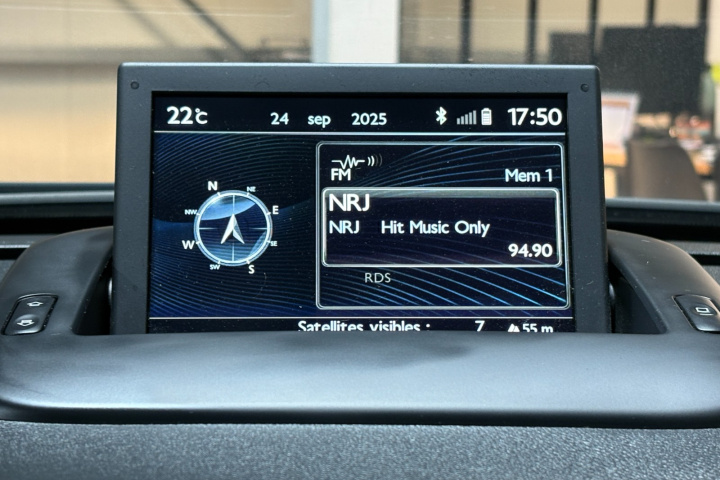 22°C 24 sep 2025 17:50
FM Mem 1
NRJ
NRJ Hit Music Only
94.90
RDS
N
NE
NW
E
W
SE
SW
S
Satellites visibles : 7 55 m